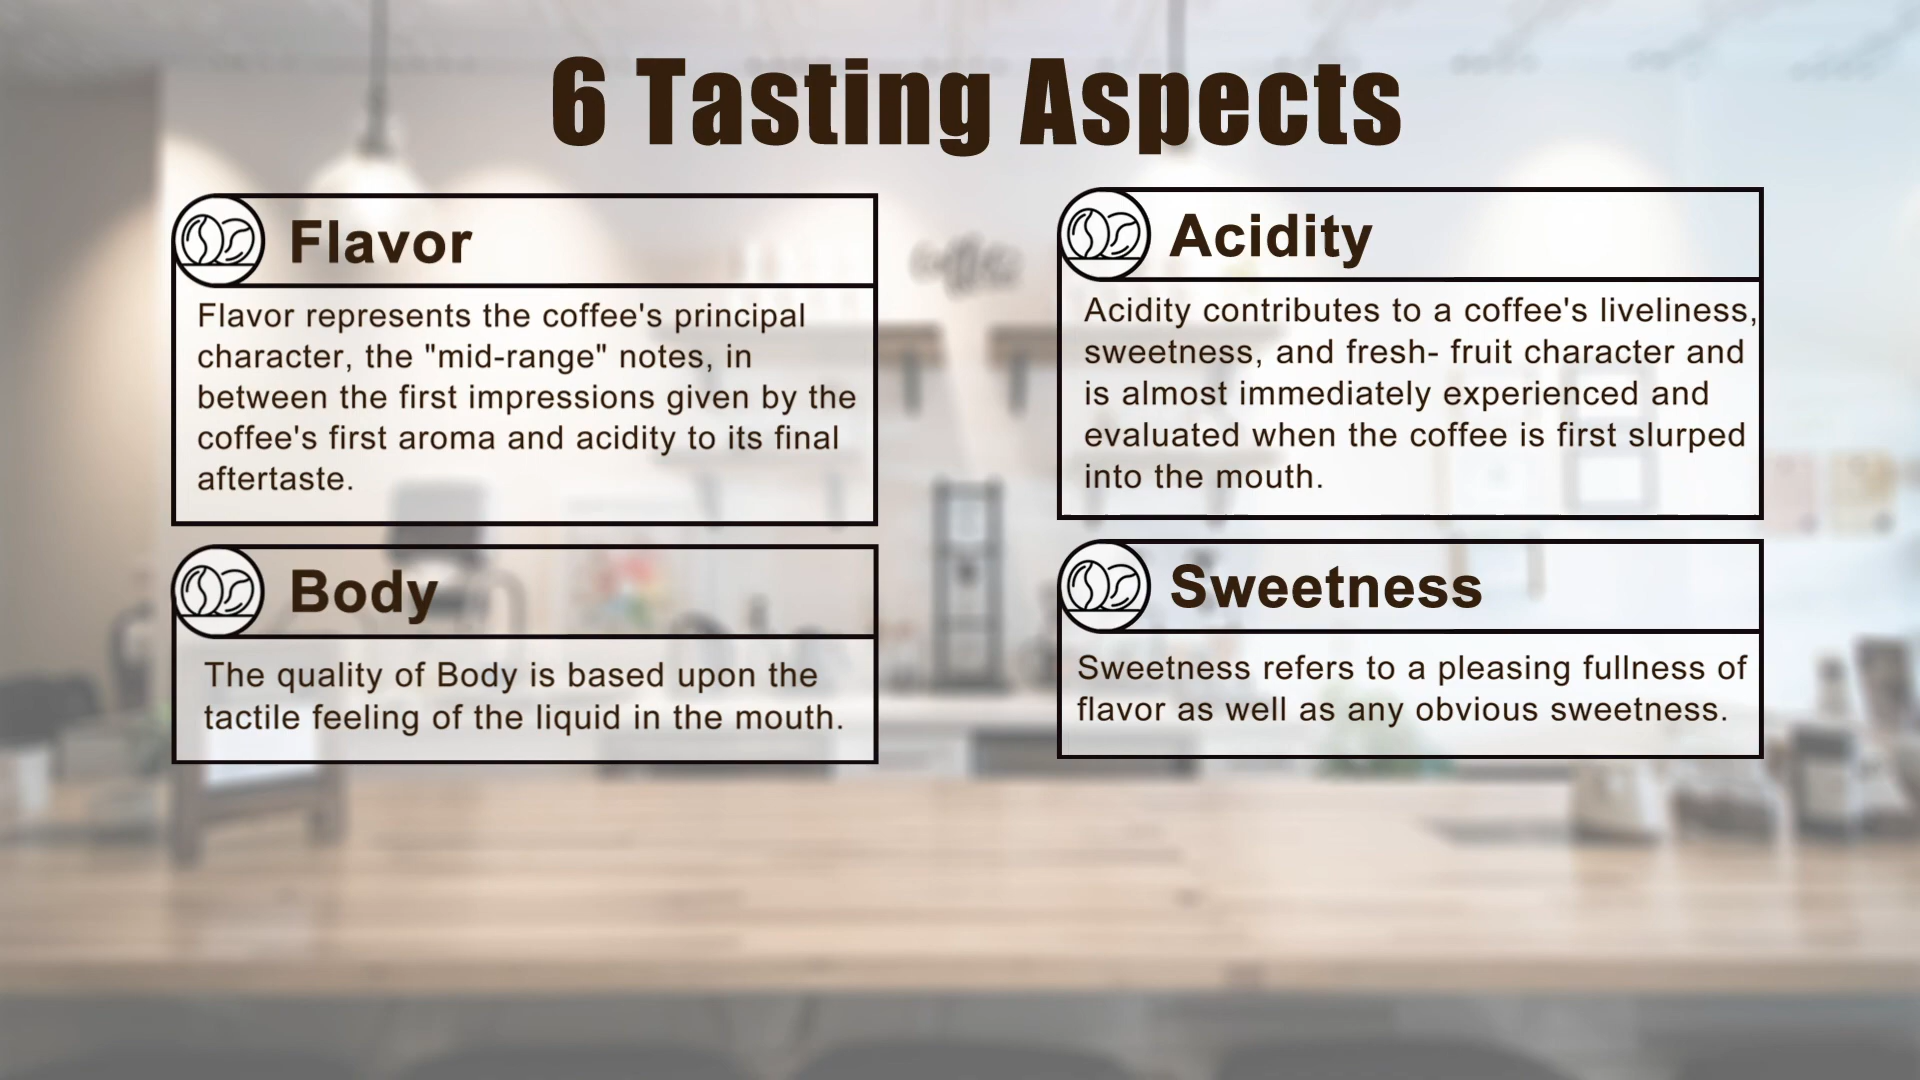 6 Tasting Aspects
Flavor
Flavor represents the coffee's principal
character, the "mid-range" notes, in
between the first impressions given by the
coffee's first aroma and acidity to its final
aftertaste.
Acidity
Acidity contributes to a coffee's liveliness,
sweetness, and fresh- fruit character and
is almost immediately experienced and
evaluated when the coffee is first slurped
into the mouth.
Body
The quality of Body is based upon the
tactile feeling of the liquid in the mouth.
Sweetness
Sweetness refers to a pleasing fullness of
flavor as well as any obvious sweetness.